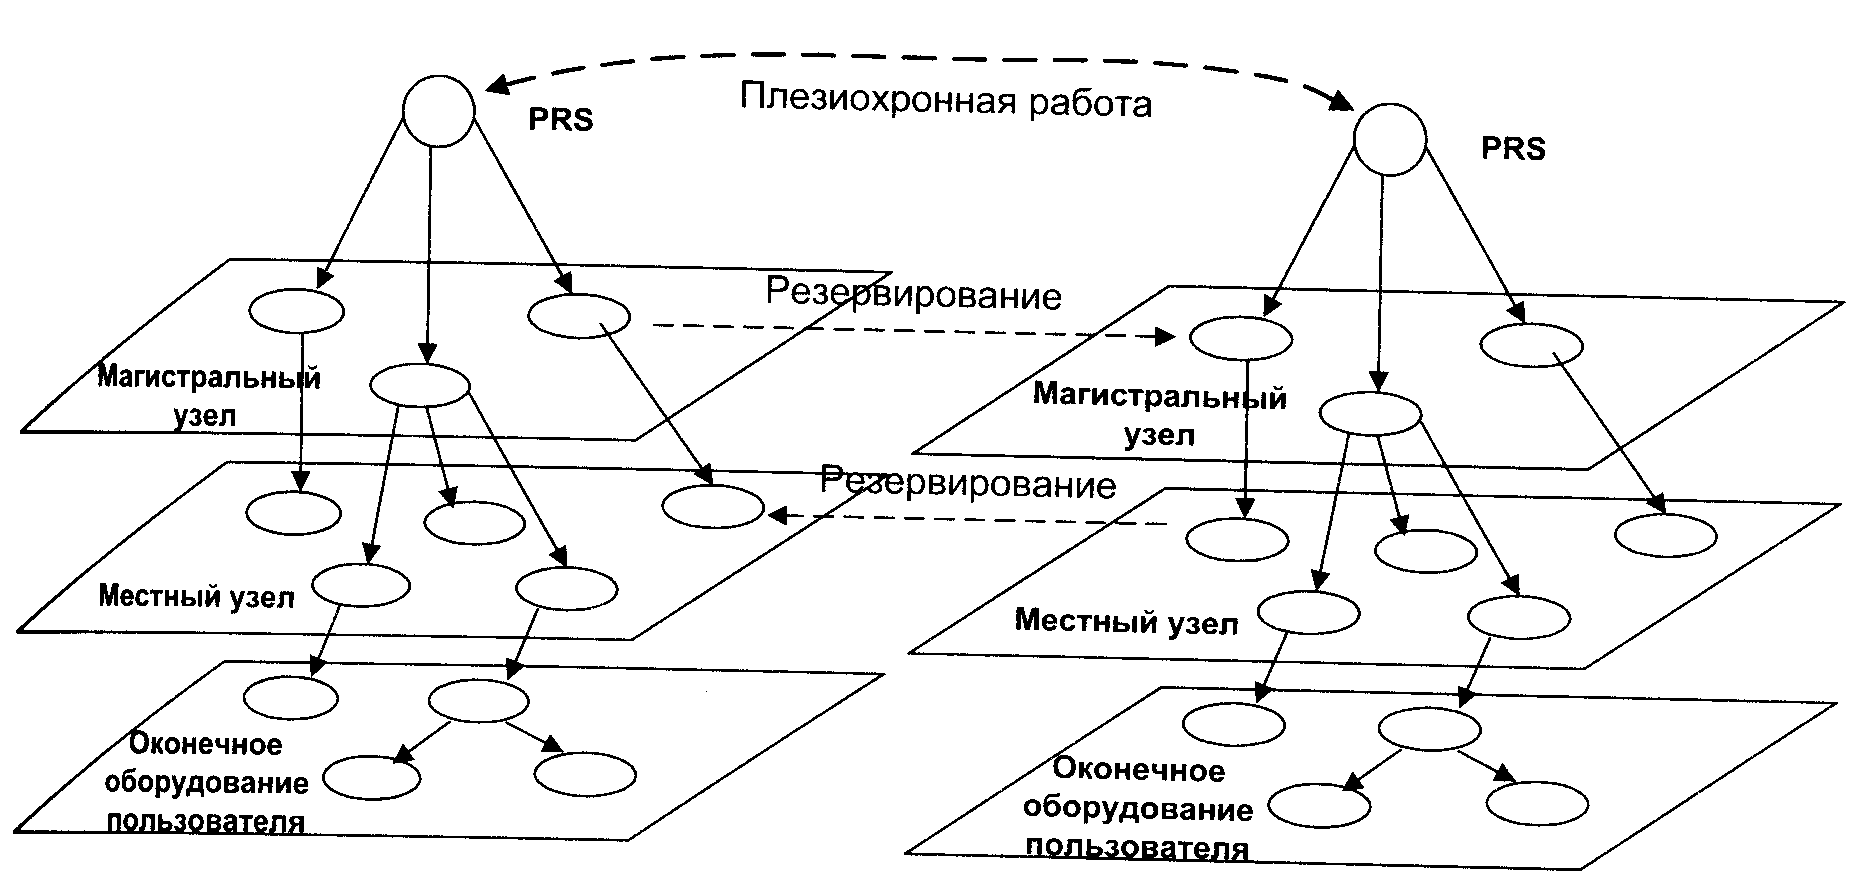 Плезиохронная работа
PRS
PRS
Резервирование
Магистральный
узел
Магистральный
узел
Резервирование
Местный узел
Местный узел
Оконечное
оборудование
пользователя
Оконечное
оборудование
пользователя